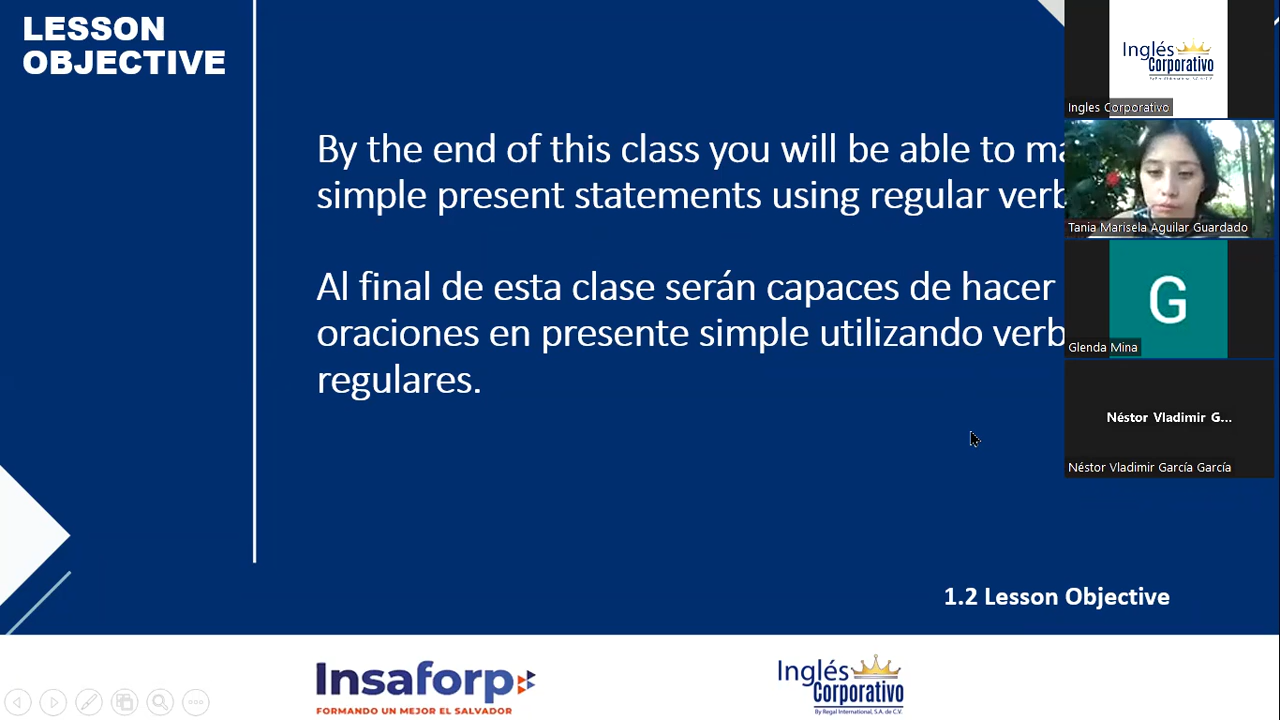 LESSON
OBJECTIVE
By the end of this class you will be able to
simple present statements using regular
Al final de esta clase serán capaces de hacer
oraciones en presente simple utilizando
regulares.
1.2 Lesson Objective
Insaforp
FORMANDO UN MEJOR EL SALVADOR
Inglés
Corporativo
By Regal International, S.A. de C.V.
Inglés
Corporativo
Ingles Corporativo
Tania Marisela Aguilar Guardado
G
Glenda Mina
Néstor Vladimir G...
Néstor Vladimir García García